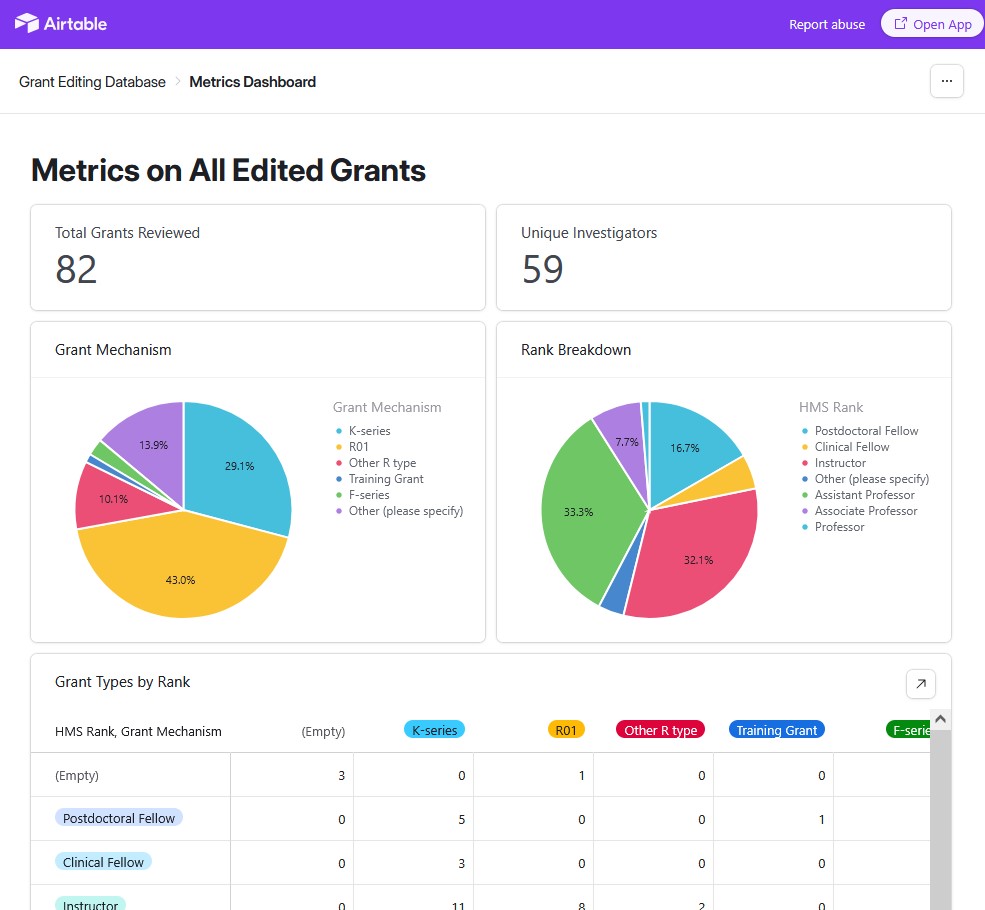 Airtable
Report abuse
Open App
Grant Editing Database > Metrics Dashboard
...
Metrics on All Edited Grants
Total Grants Reviewed
82
Unique Investigators
59
Grant Mechanism
13.9%
29.1%
10.1%
43.0%
Grant Mechanism
K-series
R01
Other R type
Training Grant
F-series
Other (please specify)
Rank Breakdown
7.7%
16.7%
33.3%
32.1%
HMS Rank
Postdoctoral Fellow
Clinical Fellow
Instructor
Other (please specify)
Assistant Professor
Associate Professor
Professor
Grant Types by Rank
HMS Rank, Grant Mechanism (Empty) K-series R01 Other R type Training Grant F-serie
(Empty) 3 0 1 0 0
Postdoctoral Fellow 0 5 0 0 1
Clinical Fellow 0 3 0 0 0
Instructor 0 11 8 2 0